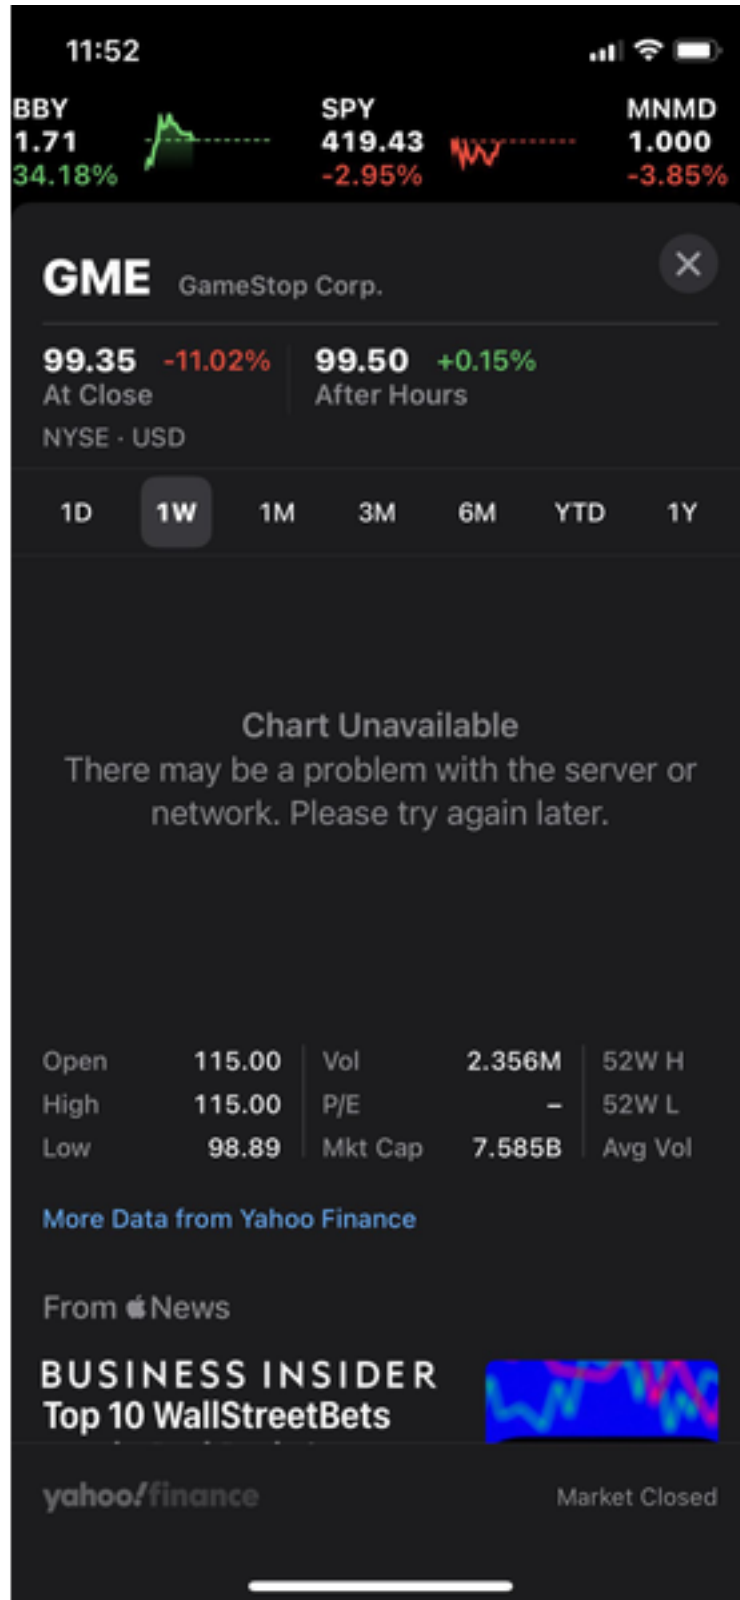 11:52
BBY SPY MNMD
1.71 419.43 1.000
34.18% -2.95% -3.85%
GME GameStop Corp.
99.35 -11.02% 99.50 +0.15%
At Close After Hours
NYSE · USD
1D 1W 1M 3M 6M YTD 1Y
Chart Unavailable
There may be a problem with the server or
network. Please try again later.
Open 115.00 Vol 2.356M 52W H
High 115.00 P/E – 52W L
Low 98.89 Mkt Cap 7.585B Avg Vol
More Data from Yahoo Finance
From News
BUSINESS INSIDER
Top 10 WallStreetBets
yahoo!finance Market Closed